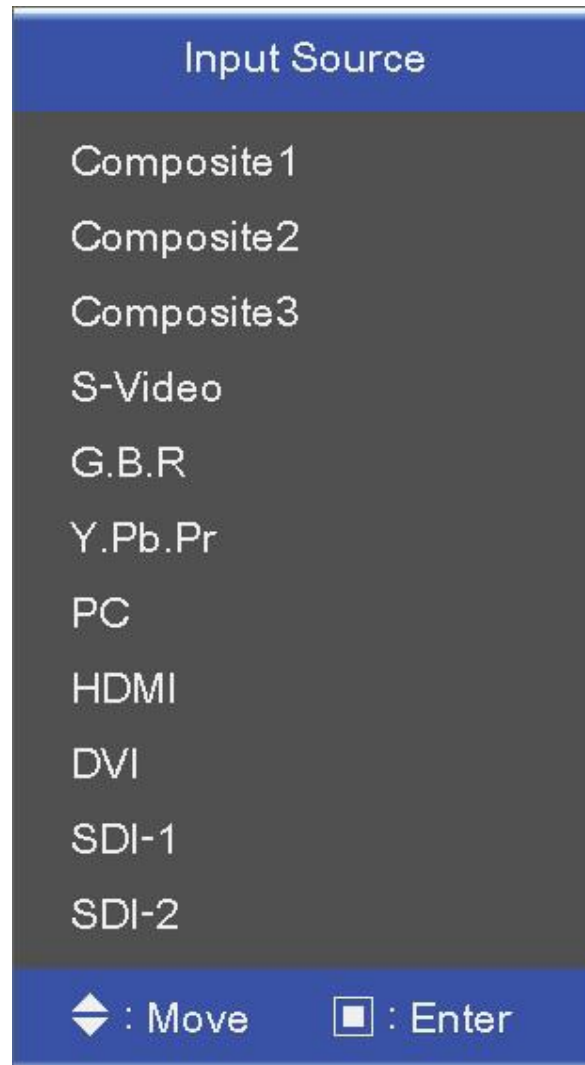 Input Source
Composite1
Composite2
Composite3
S-Video
G.B.R
Y.Pb.Pr
PC
HDMI
DVI
SDI-1
SDI-2
: Move : Enter